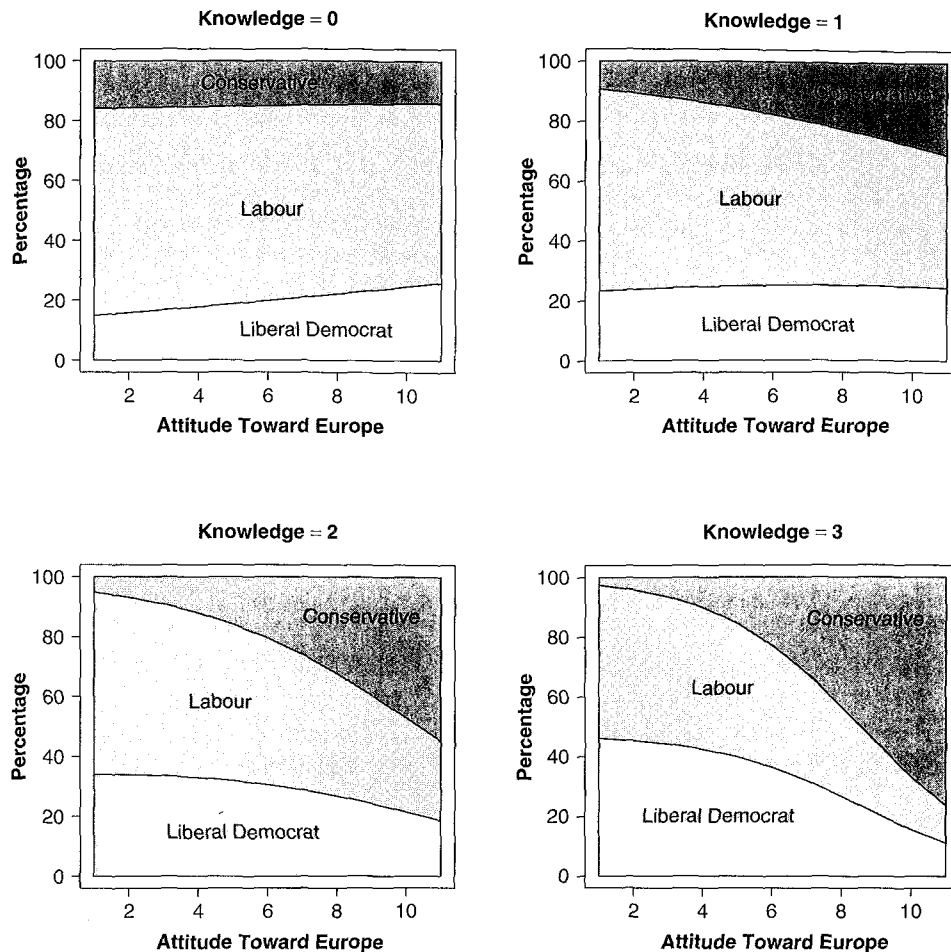 Knowledge = 0
100
80
60
40
20
0
Percentage
Conservative
Labour
Liberal Democrat
2
4
6
8
10
Attitude Toward Europe
Knowledge = 1
100
80
60
40
20
0
Percentage
Conservative
Labour
Liberal Democrat
2
4
6
8
10
Attitude Toward Europe
Knowledge = 2
100
80
60
40
20
0
Percentage
Conservative
Labour
Liberal Democrat
2
4
6
8
10
Attitude Toward Europe
Knowledge = 3
100
80
60
40
20
0
Percentage
Conservative
Labour
Liberal Democrat
2
4
6
8
10
Attitude Toward Europe